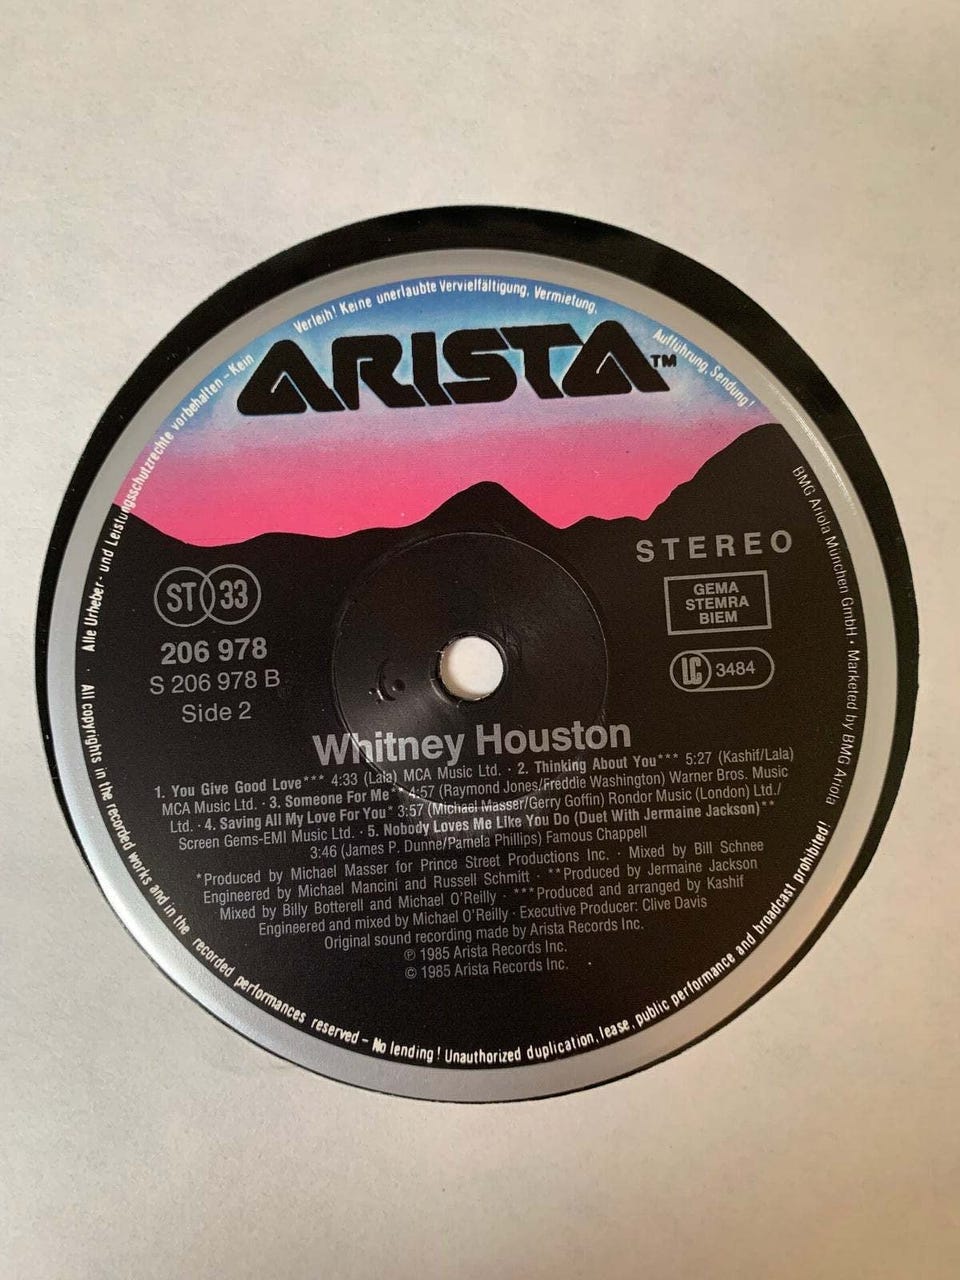 Alle Urheber- und Leistungsschutzrechte vorbehalten - Kein Verleih! Keine unerlaubte Vervielfältigung, Vermietung, Aufführung, Sendung!
ARISTA™
STEREO
ST 33
206 978
S 206 978 B
Side 2
GEMA
STEMRA
BIEM
LC 3484
Whitney Houston
1. You Give Good Love*** 4:33 (Lala) MCA Music Ltd. · 2. Thinking About You*** 5:27 (Kashif/Lala)
MCA Music Ltd. · 3. Someone For Me** 4:57 (Raymond Jones/Freddie Washington) Warner Bros. Music
Ltd. · 4. Saving All My Love For You* 3:57 (Michael Masser/Gerry Goffin) Rondor Music (London) Ltd./
Screen Gems-EMI Music Ltd. · 5. Nobody Loves Me Like You Do (Duet With Jermaine Jackson)**
3:46 (James P. Dunne/Pamela Phillips) Famous Chappell
*Produced by Michael Masser for Prince Street Productions Inc. · Mixed by Bill Schnee
Engineered by Michael Mancini and Russell Schmitt · **Produced by Jermaine Jackson
Mixed by Billy Botterell and Michael O'Reilly · ***Produced and arranged by Kashif
Engineered and mixed by Michael O'Reilly · Executive Producer: Clive Davis
Original sound recording made by Arista Records Inc.
℗ 1985 Arista Records Inc.
© 1985 Arista Records Inc.
BMG Ariola München GmbH · Marketed by BMG Ariola
· All copyrights in the recorded works and in the recorded performances reserved - No lending! Unauthorized duplication, lease, public performance and broadcast prohibited!